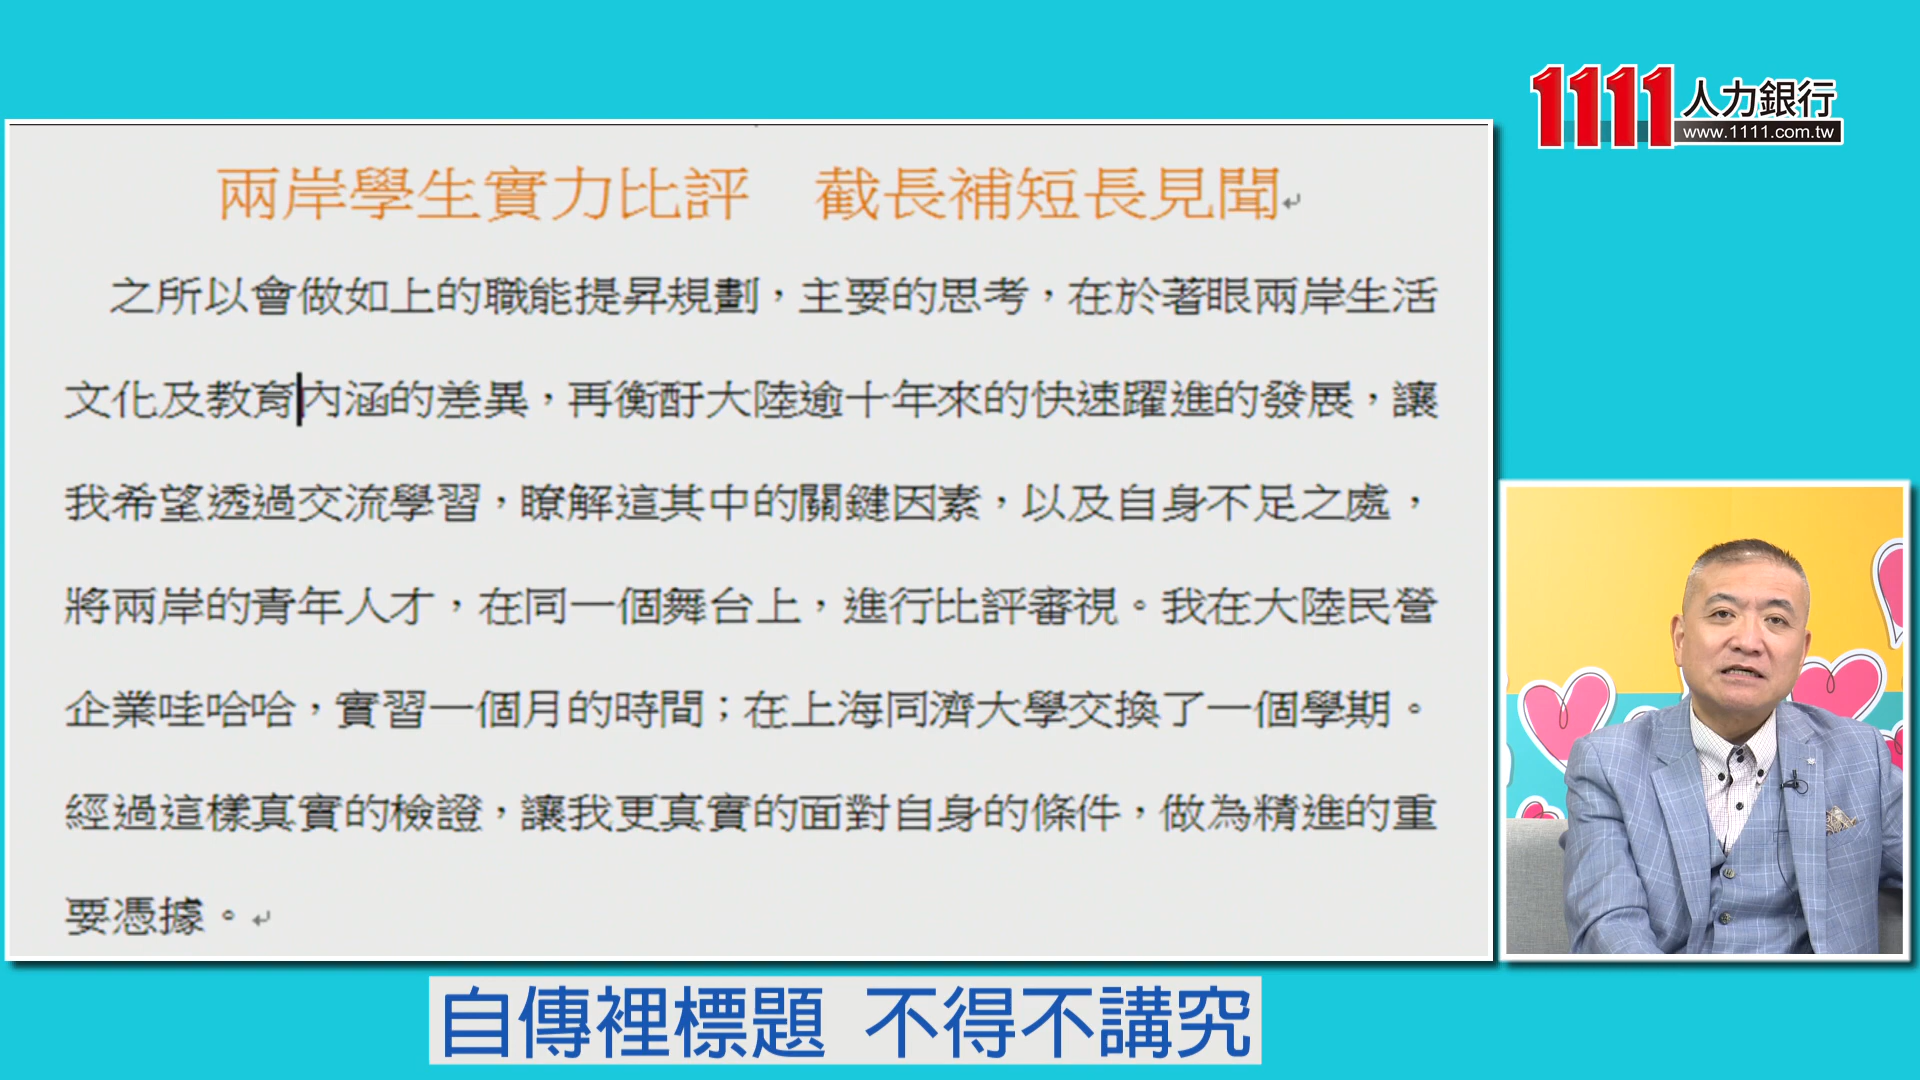 1111人力銀行
www.1111.com.tw
兩岸學生實力比評　截長補短長見聞
之所以會做如上的職能提昇規劃，主要的思考，在於著眼兩岸生活
文化及教育內涵的差異，再衡酐大陸逾十年來的快速躍進的發展，讓
我希望透過交流學習，瞭解這其中的關鍵因素，以及自身不足之處，
將兩岸的青年人才，在同一個舞台上，進行比評審視。我在大陸民營
企業哇哈哈，實習一個月的時間；在上海同濟大學交換了一個學期。
經過這樣真實的檢證，讓我更真實的面對自身的條件，做為精進的重
要憑據。
自傳裡標題 不得不講究